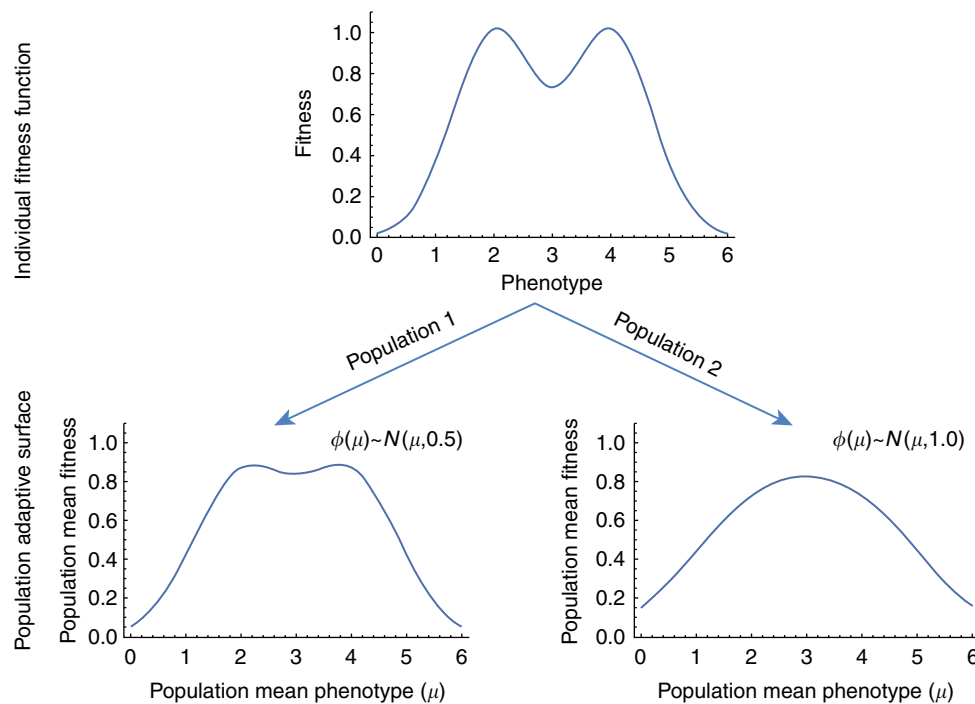 Individual fitness function
Fitness
1.0
0.8
0.6
0.4
0.2
0.0
0 1 2 3 4 5 6
Phenotype
Population 1
Population 2
Population adaptive surface
Population mean fitness
ϕ(μ)~N(μ,0.5)
1.0
0.8
0.6
0.4
0.2
0.0
0 1 2 3 4 5 6
Population mean phenotype (μ)
Population mean fitness
ϕ(μ)~N(μ,1.0)
1.0
0.8
0.6
0.4
0.2
0.0
0 1 2 3 4 5 6
Population mean phenotype (μ)